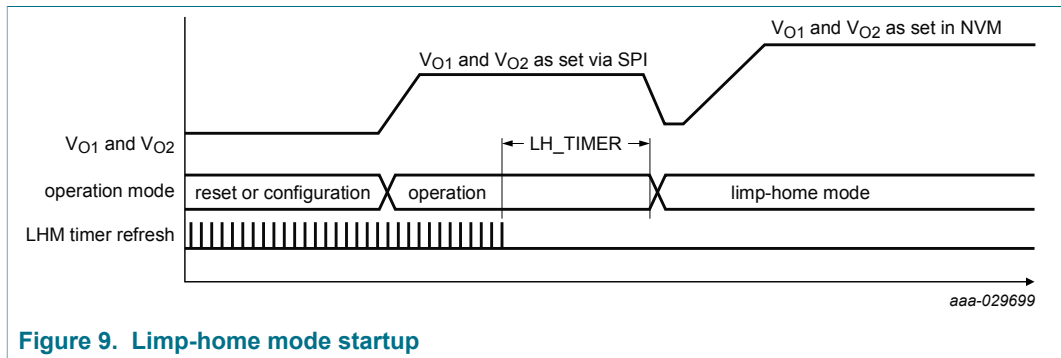 VO1 and VO2 as set in NVM
VO1 and VO2 as set via SPI
VO1 and VO2
LH_TIMER
operation mode
reset or configuration
operation
limp-home mode
LHM timer refresh
aaa-029699
Figure 9. Limp-home mode startup